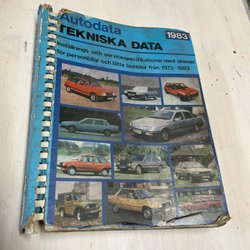 Autodata
1983
TEKNISKA DATA
Inställnings- och servicespecifikationer med skisser
för personbilar och lätta lastbilar från 1973-1983